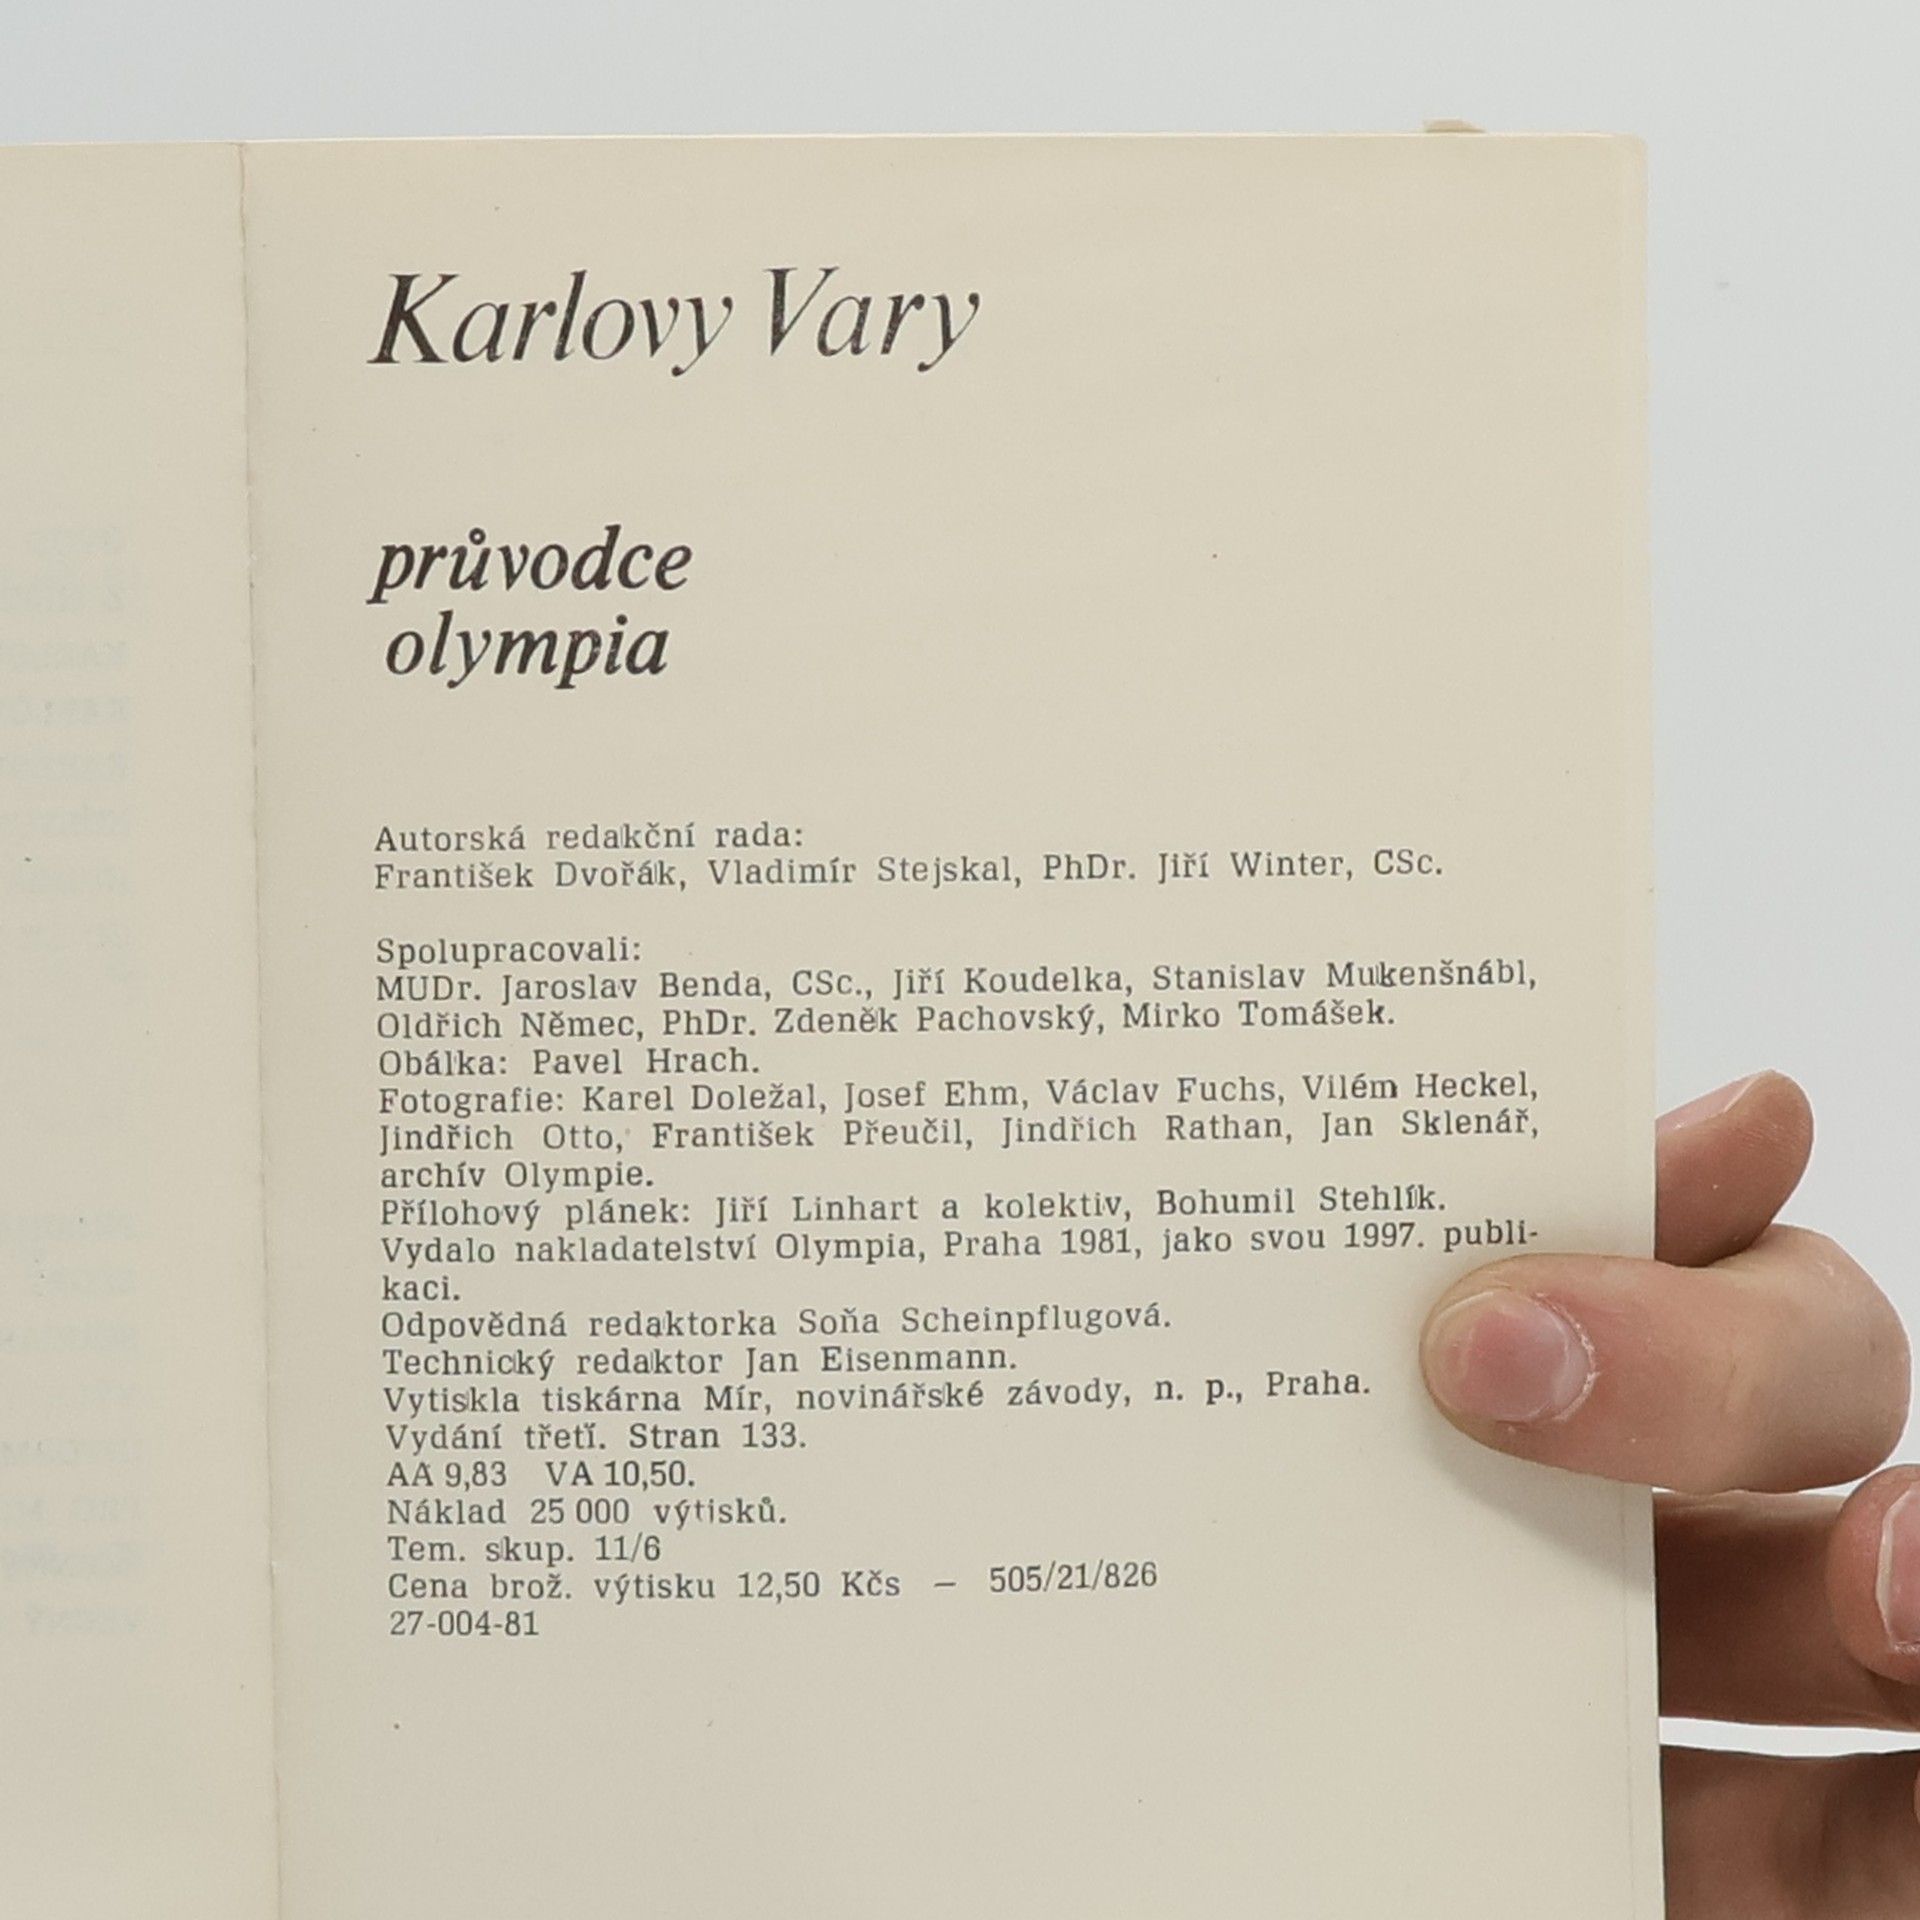 Karlovy Vary
průvodce
olympia
Autorská redakční rada:
František Dvořák, Vladimír Stejskal, PhDr. Jiří Winter, CSc.
Spolupracovali:
MUDr. Jaroslav Benda, CSc., Jiří Koudelka, Stanislav Mukenšnábl,
Oldřich Němec, PhDr. Zdeněk Pachovský, Mirko Tomášek.
Obálka: Pavel Hrach.
Fotografie: Karel Doležal, Josef Ehm, Václav Fuchs, Vilém Heckel,
Jindřich Otto, František Přeučil, Jindřich Rathan, Jan Sklenář,
archív Olympie.
Přílohový plánek: Jiří Linhart a kolektiv, Bohumil Stehlík.
Vydalo nakladatelství Olympia, Praha 1981, jako svou 1997. publi-
kaci.
Odpovědná redaktorka Soňa Scheinpflugová.
Technický redaktor Jan Eisenmann.
Vytiskla tiskárna Mír, novinářské závody, n. p., Praha.
Vydání třetí. Stran 133.
AA 9,83 VA 10,50.
Náklad 25 000 výtisků.
Tem. skup. 11/6
Cena brož. výtisku 12,50 Kčs — 505/21/826
27-004-81